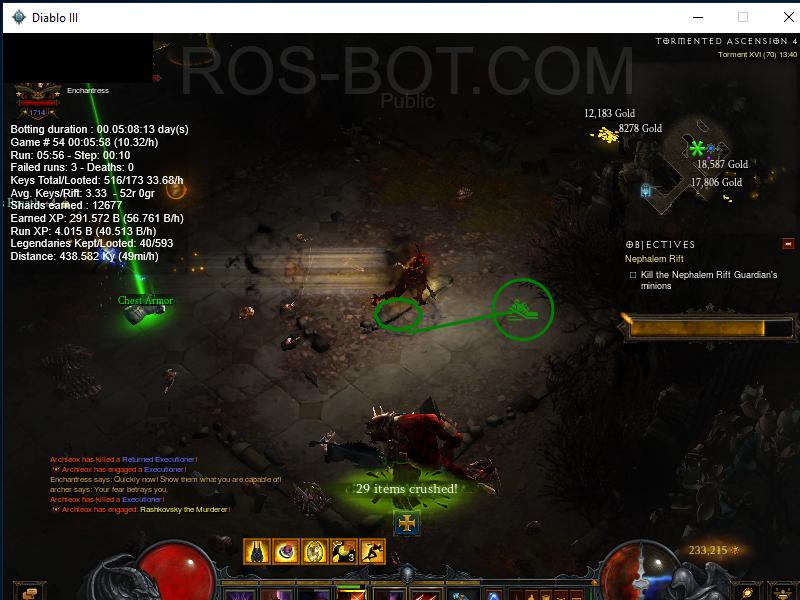 Diablo III
TORMENTED ASCENSION 4
Torment XVI (70) 13:40
ROS-BOT.COM
Public
Enchantress
1714
Botting duration : 00.05:08:13 day(s)
Game # 54 00:05:58 (10.32/h)
Run: 05:56 - Step: 00:10
Failed runs: 3 - Deaths: 0
Keys Total/Looted: 516/173 33.68/h
Avg. Keys/Rift: 3.33 - 52r 0gr
Shards earned : 12677
Earned XP: 291.572 B (56.761 B/h)
Run XP: 4.015 B (40.513 B/h)
Legendaries Kept/Looted: 40/593
Distance: 438.582 Ky (49mi/h)
12,183 Gold
8278 Gold
18,587 Gold
17,806 Gold
OBJECTIVES
Nephalem Rift
Kill the Nephalem Rift Guardian's
minions
Chest Armor
Archleox has killed a Returned Executioner!
Archleox has engaged a Executioner!
Enchantress says: Quickly now! Show them what you are capable of!
archer says: Your fear betrays you.
Archleox has killed a Executioner!
Archleox has engaged: Rashkovsky the Murderer!
29 items crushed!
3
233,215